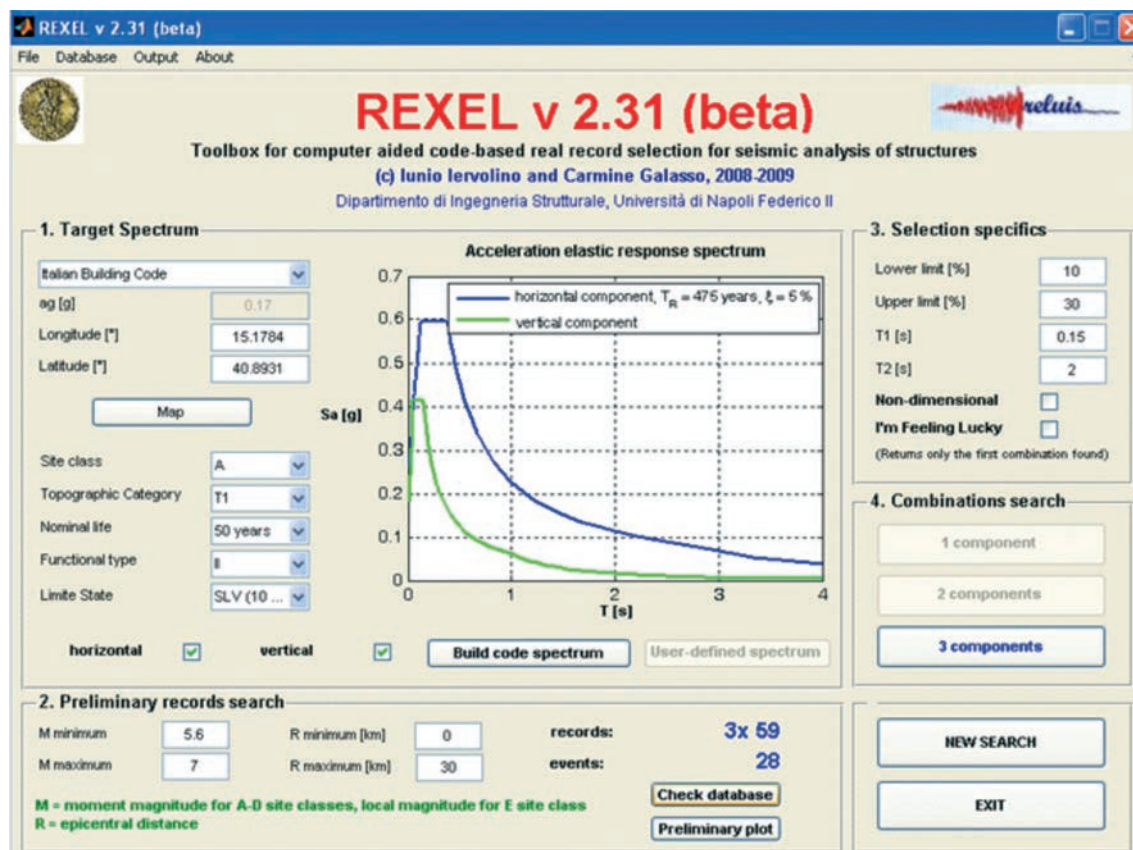 REXEL v 2.31 (beta)
File Database Output About
REXEL v 2.31 (beta)
reluis
Toolbox for computer aided code-based real record selection for seismic analysis of structures
(c) Iunio Iervolino and Carmine Galasso, 2008-2009
Dipartimento di Ingegneria Strutturale, Università di Napoli Federico II
1. Target Spectrum
Italian Building Code
ag [g] 0.17
Longitude [°] 15.1784
Latitude [°] 40.8931
Map
Site class A
Topographic Category T1
Nominal life 50 years
Functional type II
Limite State SLV (10 ...
Acceleration elastic response spectrum
horizontal component, T_R = 475 years, ξ = 5 %
vertical component
Sa [g]
0.7
0.6
0.5
0.4
0.3
0.2
0.1
0
0 1 2 3 4
T [s]
horizontal vertical Build code spectrum User-defined spectrum
2. Preliminary records search
M minimum 5.6 R minimum [km] 0 records: 3x 59
M maximum 7 R maximum [km] 30 events: 28
M = moment magnitude for A-D site classes, local magnitude for E site class
R = epicentral distance
Check database
Preliminary plot
3. Selection specifics
Lower limit [%] 10
Upper limit [%] 30
T1 [s] 0.15
T2 [s] 2
Non-dimensional
I'm Feeling Lucky
(Returns only the first combination found)
4. Combinations search
1 component
2 components
3 components
NEW SEARCH
EXIT